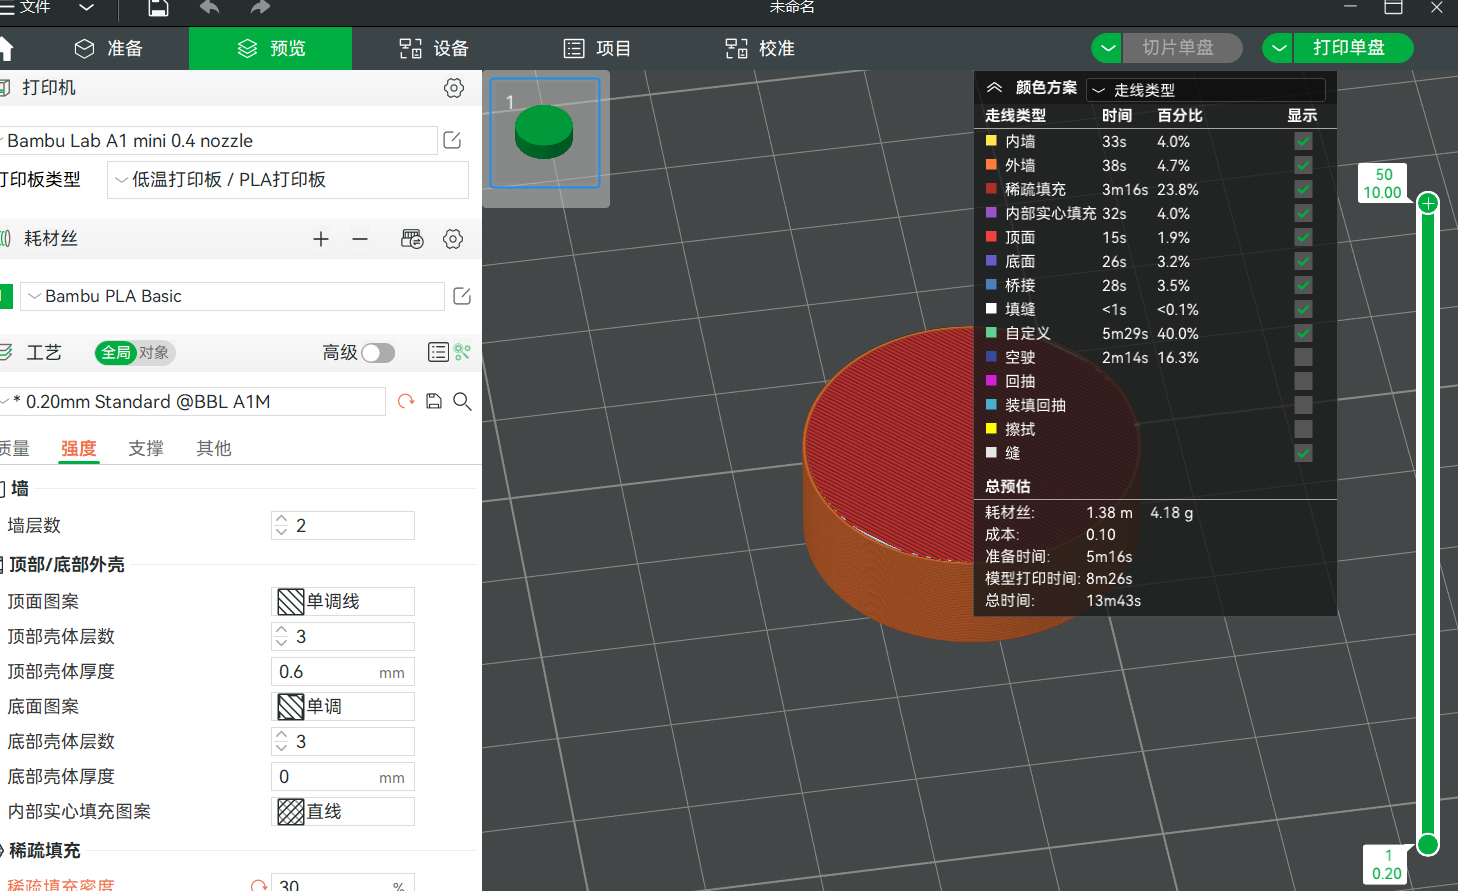 文件
未命名
准备
预览
设备
项目
校准
切片单盘
打印单盘
打印机
Bambu Lab A1 mini 0.4 nozzle
打印板类型
低温打印板 / PLA打印板
耗材丝
Bambu PLA Basic
工艺
全局
对象
高级
* 0.20mm Standard @BBL A1M
质量
强度
支撑
其他
墙
墙层数 2
顶部/底部外壳
顶面图案 单调线
顶部壳体层数 3
顶部壳体厚度 0.6 mm
底面图案 单调
底部壳体层数 3
底部壳体厚度 0 mm
内部实心填充图案 直线
稀疏填充
稀疏填充密度 30 %
1
颜色方案 走线类型
走线类型 时间 百分比 显示
内墙 33s 4.0%
外墙 38s 4.7%
稀疏填充 3m16s 23.8%
内部实心填充 32s 4.0%
顶面 15s 1.9%
底面 26s 3.2%
桥接 28s 3.5%
填缝 <1s <0.1%
自定义 5m29s 40.0%
空驶 2m14s 16.3%
回抽
装填回抽
擦拭
缝
总预估
耗材丝: 1.38 m 4.18 g
成本: 0.10
准备时间: 5m16s
模型打印时间: 8m26s
总时间: 13m43s
50
10.00
1
0.20